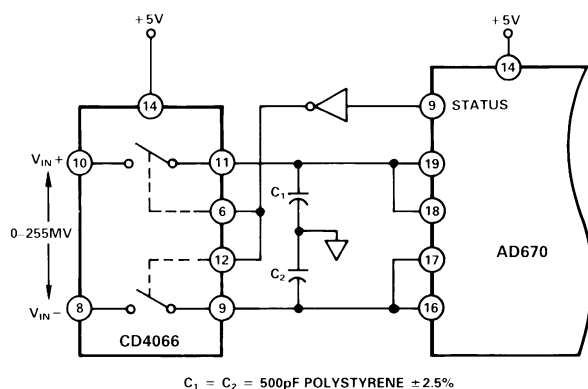 +5V
+5V
14
14
9 STATUS
VIN+ 10
11
19
6
18
0–255MV
12
17
AD670
VIN− 8
9
16
CD4066
C1
C2
C1 = C2 = 500pF POLYSTYRENE ±2.5%